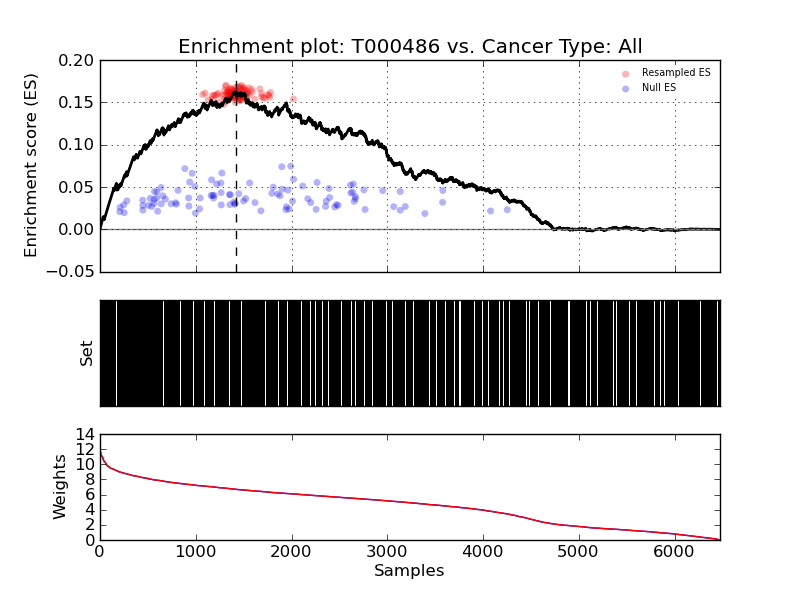 Enrichment plot: T000486 vs. Cancer Type: All
Enrichment score (ES)
0.20
0.15
0.10
0.05
0.00
−0.05
Resampled ES
Null ES
Set
Weights
14
12
10
8
6
4
2
0
0 1000 2000 3000 4000 5000 6000
Samples